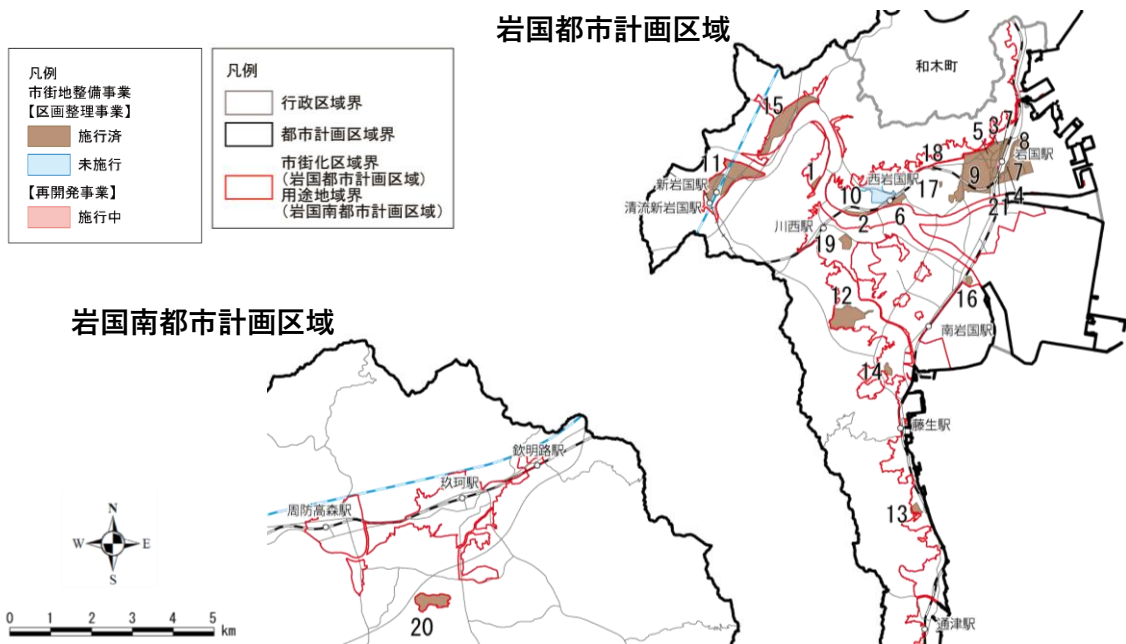 岩国都市計画区域
凡例
市街地整備事業
【区画整理事業】
施行済
未施行
【再開発事業】
施行中
凡例
行政区域界
都市計画区域界
市街化区域界
(岩国都市計画区域)
用途地域界
(岩国南都市計画区域)
和木町
15
5
3
7
8
岩国駅
18
11
新岩国駅
清流新岩国駅
1
西岩国駅
10
17
9
7
6
2
21
4
川西駅
19
16
12
南岩国駅
14
藤生駅
13
通津駅
岩国南都市計画区域
欽明路駅
玖珂駅
周防高森駅
20
N
W
E
S
0 1 2 3 4 5
km